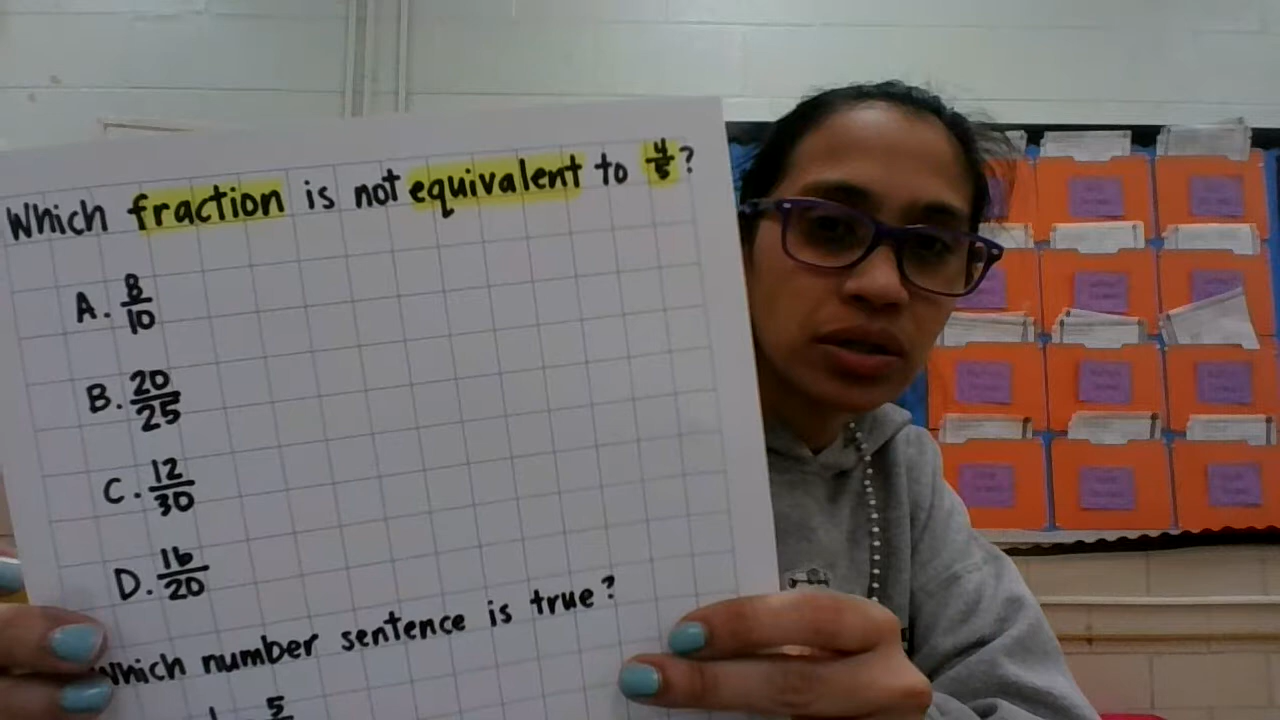 Which fraction is not equivalent to 4/5?
A. 8/10
B. 20/25
C. 12/30
D. 16/20
Which number sentence is true?